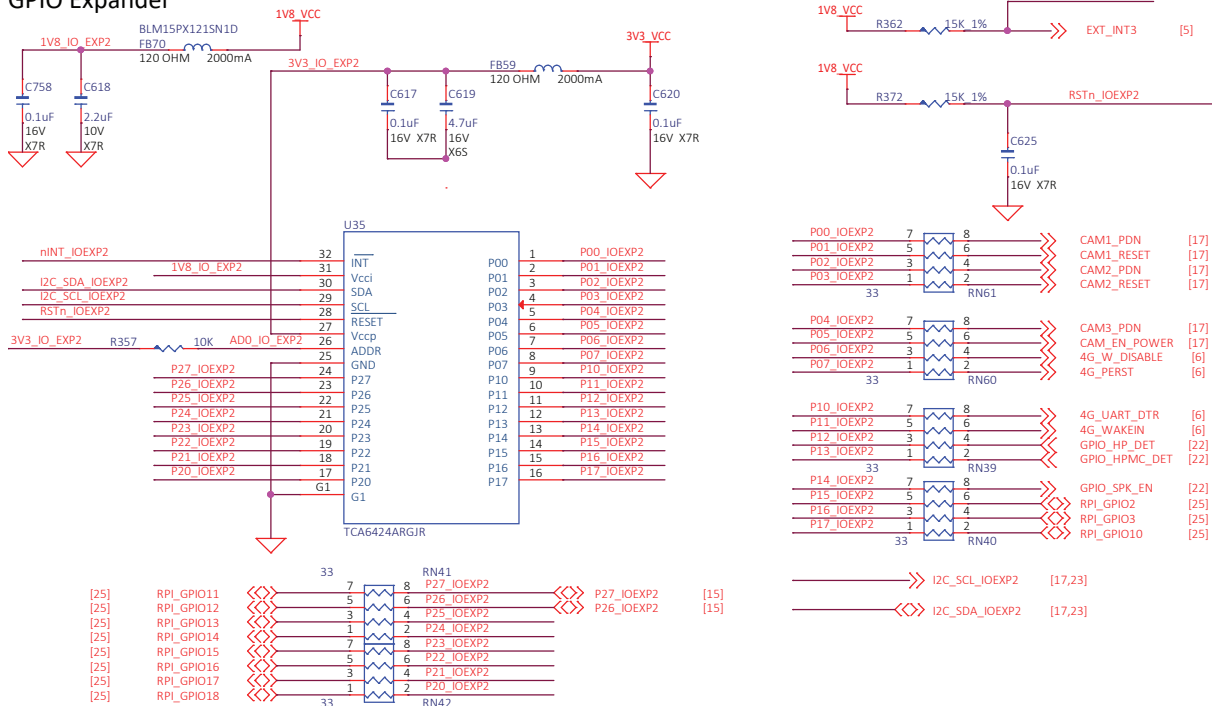 GPIO Expander
BLM15PX121SN1D
1V8_VCC
1V8_IO_EXP2
FB70
120 OHM 2000mA
C758
0.1uF
16V
X7R
C618
2.2uF
10V
X7R
3V3_VCC
3V3_IO_EXP2
FB59
120 OHM 2000mA
C617
0.1uF
16V X7R
C619
4.7uF
16V
X6S
C620
0.1uF
16V X7R
1V8_VCC
R362 15K_1%
EXT_INT3 [5]
1V8_VCC
R372 15K_1%
RSTn_IOEXP2
C625
0.1uF
16V X7R
U35
nINT_IOEXP2 32 INT
1V8_IO_EXP2 31 Vcci
I2C_SDA_IOEXP2 30 SDA
I2C_SCL_IOEXP2 29 SCL
RSTn_IOEXP2 28 RESET
27 Vccp
3V3_IO_EXP2 R357 10K AD0_IO_EXP2 26 ADDR
25 GND
P27_IOEXP2 24 P27
P26_IOEXP2 23 P26
P25_IOEXP2 22 P25
P24_IOEXP2 21 P24
P23_IOEXP2 20 P23
P22_IOEXP2 19 P22
P21_IOEXP2 18 P21
P20_IOEXP2 17 P20
G1 G1
P00 1 P00_IOEXP2
P01 2 P01_IOEXP2
P02 3 P02_IOEXP2
P03 4 P03_IOEXP2
P04 5 P04_IOEXP2
P05 6 P05_IOEXP2
P06 7 P06_IOEXP2
P07 8 P07_IOEXP2
P10 9 P10_IOEXP2
P11 10 P11_IOEXP2
P12 11 P12_IOEXP2
P13 12 P13_IOEXP2
P14 13 P14_IOEXP2
P15 14 P15_IOEXP2
P16 15 P16_IOEXP2
P17 16 P17_IOEXP2
TCA6424ARGJR
P00_IOEXP2 7 8 CAM1_PDN [17]
P01_IOEXP2 5 6 CAM1_RESET [17]
P02_IOEXP2 3 4 CAM2_PDN [17]
P03_IOEXP2 1 2 CAM2_RESET [17]
33 RN61
P04_IOEXP2 7 8 CAM3_PDN [17]
P05_IOEXP2 5 6 CAM_EN_POWER [17]
P06_IOEXP2 3 4 4G_W_DISABLE [6]
P07_IOEXP2 1 2 4G_PERST [6]
33 RN60
P10_IOEXP2 7 8 4G_UART_DTR [6]
P11_IOEXP2 5 6 4G_WAKEIN [6]
P12_IOEXP2 3 4 GPIO_HP_DET [22]
P13_IOEXP2 1 2 GPIO_HPMC_DET [22]
33 RN39
P14_IOEXP2 7 8 GPIO_SPK_EN [22]
P15_IOEXP2 5 6 RPI_GPIO2 [25]
P16_IOEXP2 3 4 RPI_GPIO3 [25]
P17_IOEXP2 1 2 RPI_GPIO10 [25]
33 RN40
I2C_SCL_IOEXP2 [17,23]
I2C_SDA_IOEXP2 [17,23]
33 RN41
[25] RPI_GPIO11 7 8 P27_IOEXP2 P27_IOEXP2 [15]
[25] RPI_GPIO12 5 6 P26_IOEXP2 P26_IOEXP2 [15]
[25] RPI_GPIO13 3 4 P25_IOEXP2
[25] RPI_GPIO14 1 2 P24_IOEXP2
[25] RPI_GPIO15 7 8 P23_IOEXP2
[25] RPI_GPIO16 5 6 P22_IOEXP2
[25] RPI_GPIO17 3 4 P21_IOEXP2
[25] RPI_GPIO18 1 2 P20_IOEXP2
33 RN42